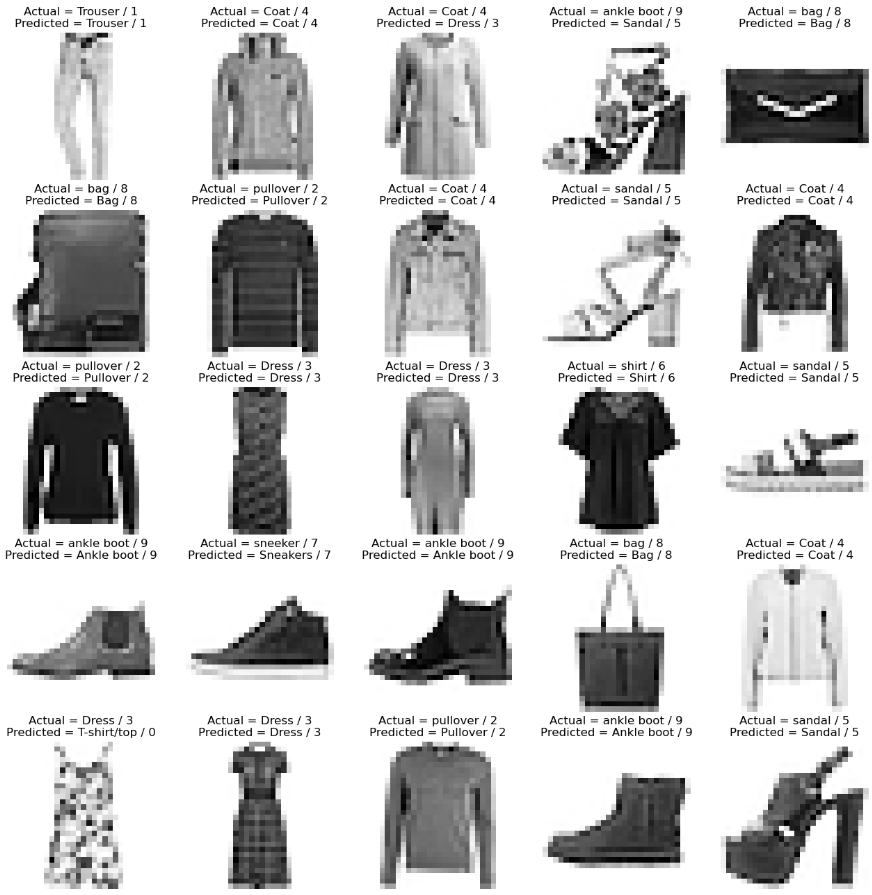 Actual = Trouser / 1
Predicted = Trouser / 1
Actual = Coat / 4
Predicted = Coat / 4
Actual = Coat / 4
Predicted = Dress / 3
Actual = ankle boot / 9
Predicted = Sandal / 5
Actual = bag / 8
Predicted = Bag / 8
Actual = bag / 8
Predicted = Bag / 8
Actual = pullover / 2
Predicted = Pullover / 2
Actual = Coat / 4
Predicted = Coat / 4
Actual = sandal / 5
Predicted = Sandal / 5
Actual = Coat / 4
Predicted = Coat / 4
Actual = pullover / 2
Predicted = Pullover / 2
Actual = Dress / 3
Predicted = Dress / 3
Actual = Dress / 3
Predicted = Dress / 3
Actual = shirt / 6
Predicted = Shirt / 6
Actual = sandal / 5
Predicted = Sandal / 5
Actual = ankle boot / 9
Predicted = Ankle boot / 9
Actual = sneeker / 7
Predicted = Sneakers / 7
Actual = ankle boot / 9
Predicted = Ankle boot / 9
Actual = bag / 8
Predicted = Bag / 8
Actual = Coat / 4
Predicted = Coat / 4
Actual = Dress / 3
Predicted = T-shirt/top / 0
Actual = Dress / 3
Predicted = Dress / 3
Actual = pullover / 2
Predicted = Pullover / 2
Actual = ankle boot / 9
Predicted = Ankle boot / 9
Actual = sandal / 5
Predicted = Sandal / 5